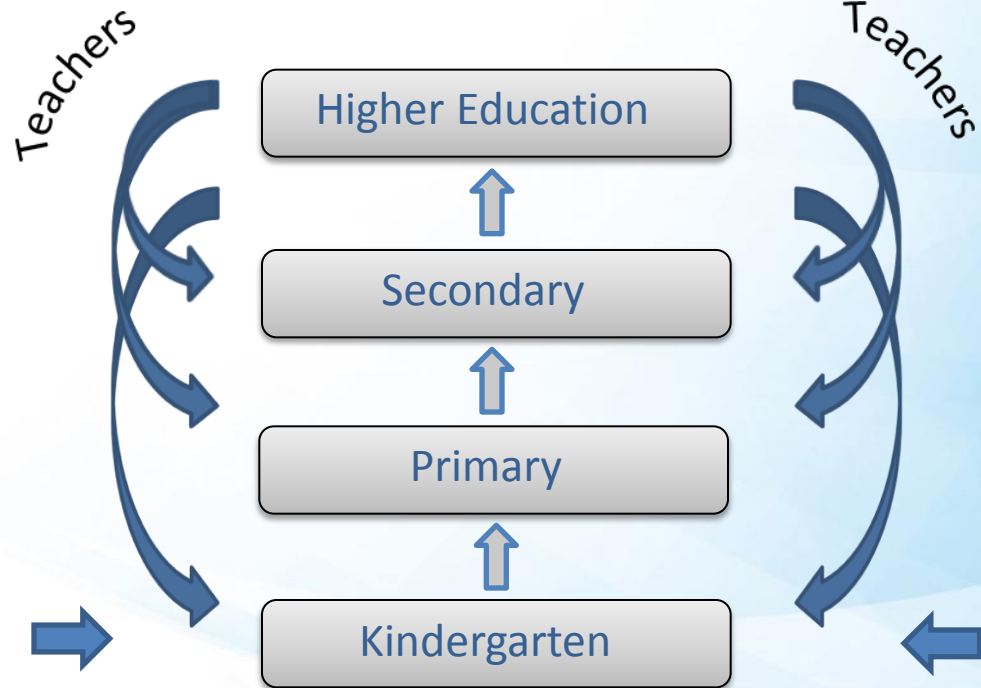 Teachers
Teachers
Higher Education
Secondary
Primary
Kindergarten